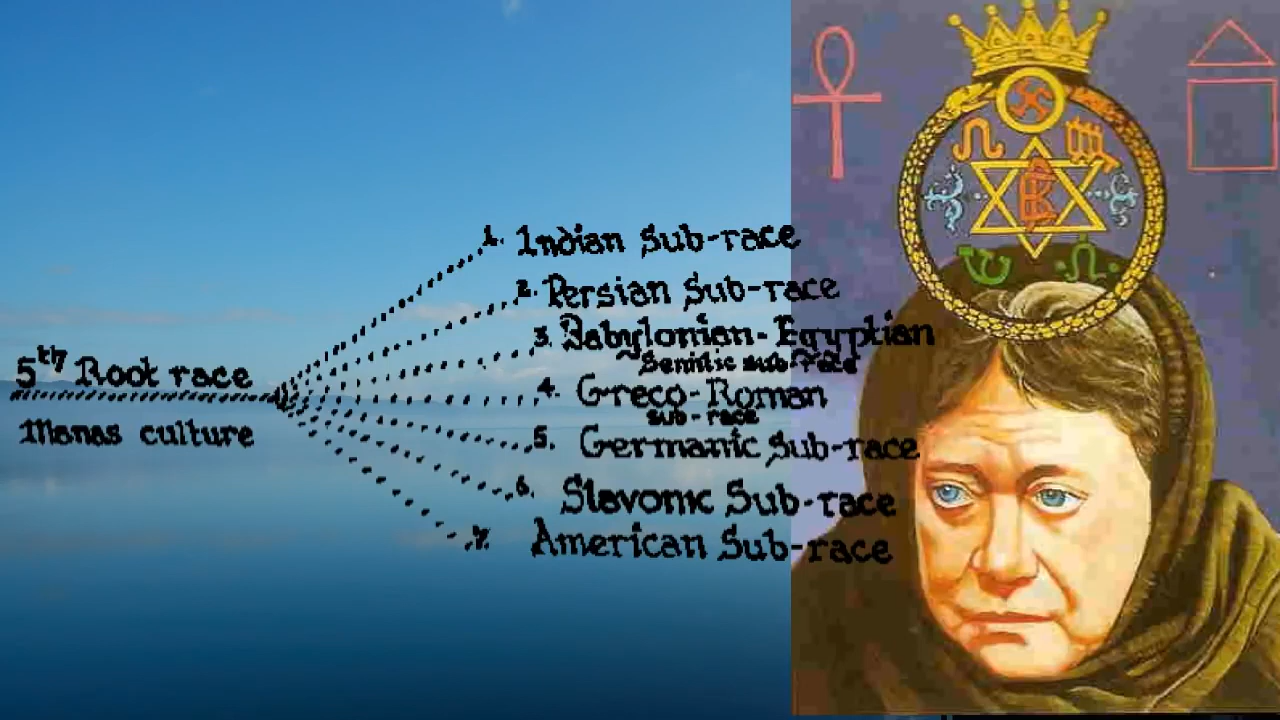 5th Root race
Manas culture
1. Indian Sub-race
2. Persian Sub-race
3. Babylonian-Egyptian
Semitic sub-race
4. Greco-Roman
sub-race
5. Germanic Sub-race
6. Slavonic Sub-race
7. American Sub-race